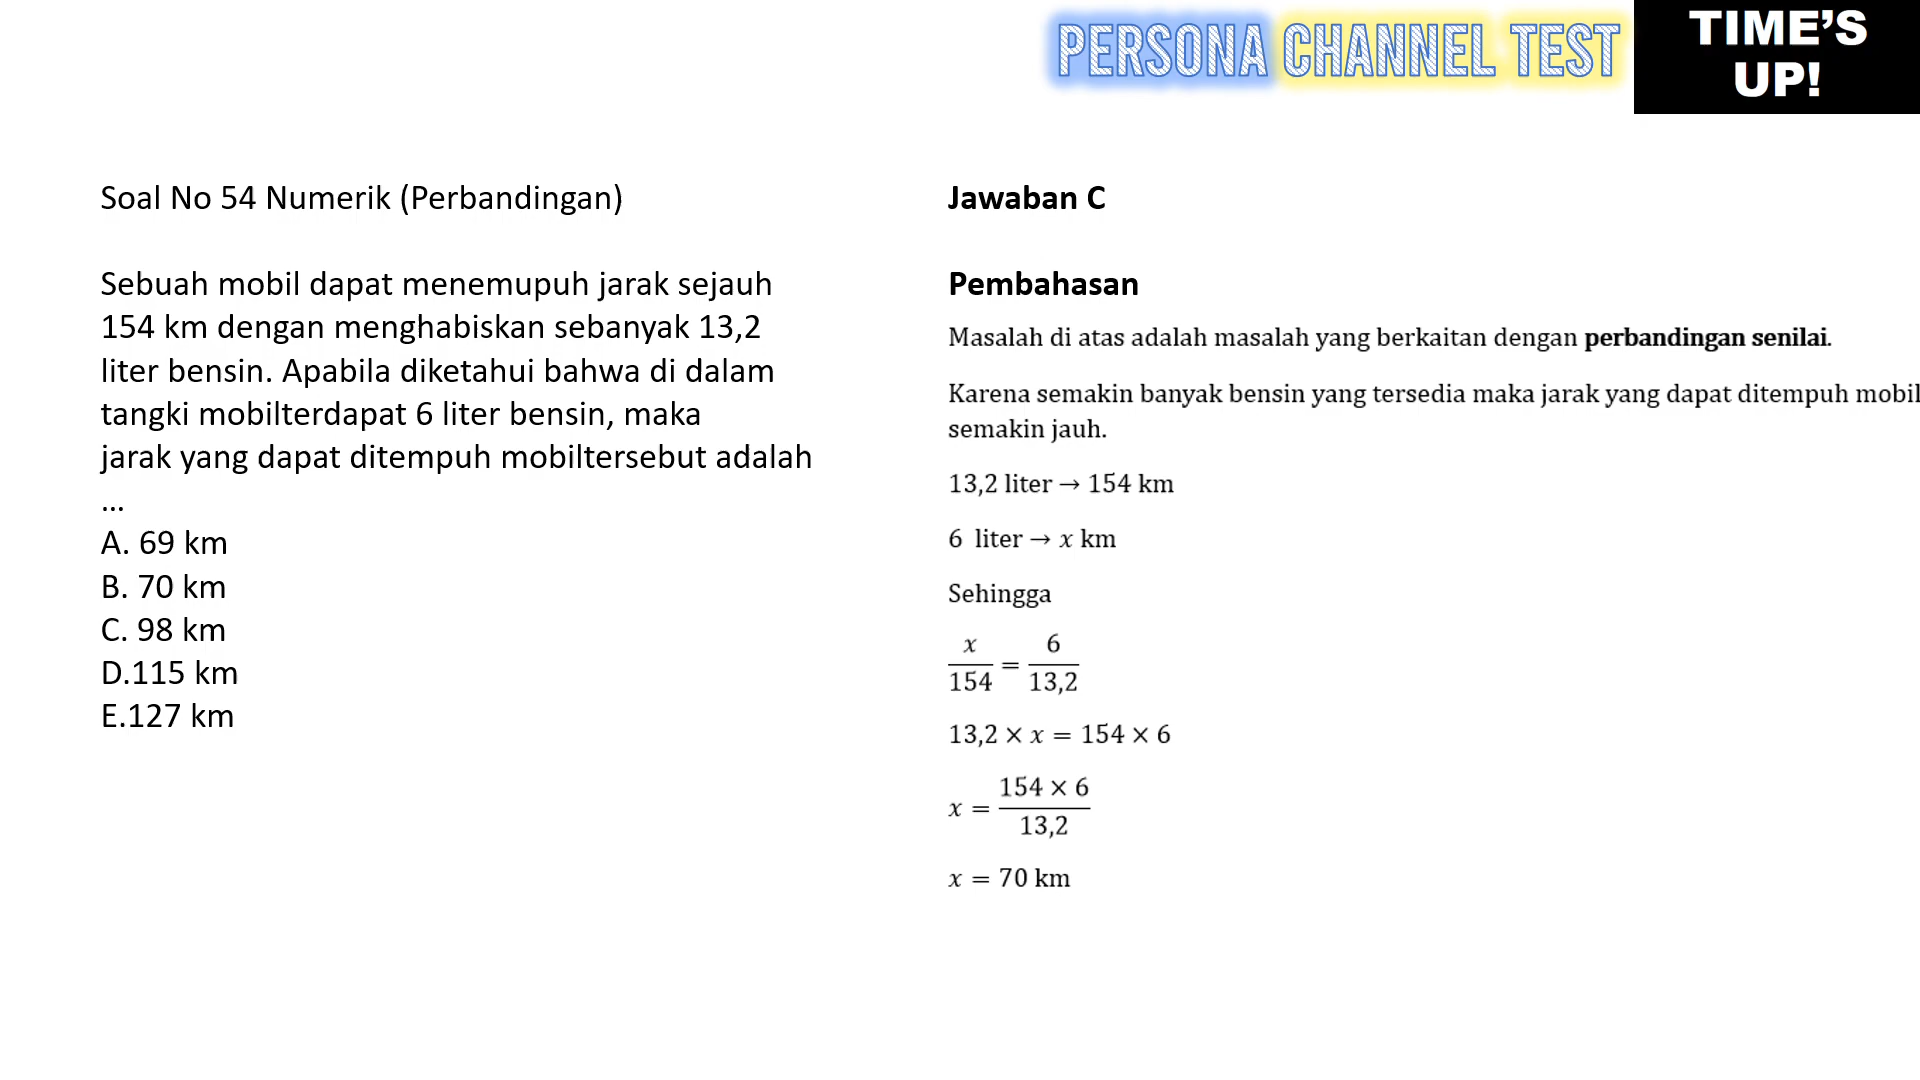 PERSONA CHANNEL TEST
TIME'S
UP!
Soal No 54 Numerik (Perbandingan)
Sebuah mobil dapat menemupuh jarak sejauh
154 km dengan menghabiskan sebanyak 13,2
liter bensin. Apabila diketahui bahwa di dalam
tangki mobilterdapat 6 liter bensin, maka
jarak yang dapat ditempuh mobiltersebut adalah
...
A. 69 km
B. 70 km
C. 98 km
D.115 km
E.127 km
Jawaban C
Pembahasan
Masalah di atas adalah masalah yang berkaitan dengan perbandingan senilai.
Karena semakin banyak bensin yang tersedia maka jarak yang dapat ditempuh mobil
semakin jauh.
13,2 liter → 154 km
6 liter → x km
Sehingga
x/154 = 6/13,2
13,2 × x = 154 × 6
x = 154 × 6/13,2
x = 70 km